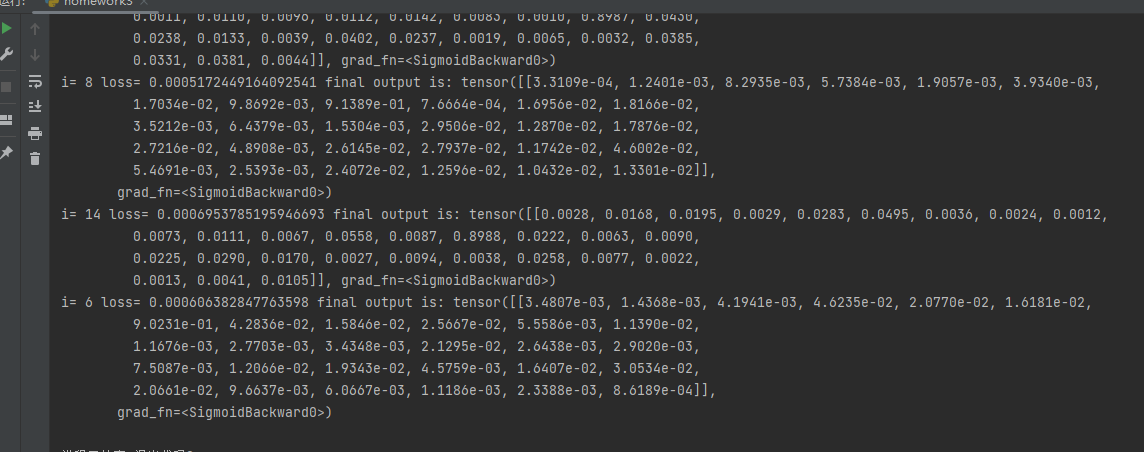 运行: homework3 ×
0.0011, 0.0110, 0.0096, 0.0112, 0.0142, 0.0083, 0.0010, 0.8987, 0.0430,
0.0238, 0.0133, 0.0039, 0.0402, 0.0237, 0.0019, 0.0065, 0.0032, 0.0385,
0.0331, 0.0381, 0.0044]], grad_fn=<SigmoidBackward0>)
i= 8 loss= 0.0005172449164092541 final output is: tensor([[3.3109e-04, 1.2401e-03, 8.2935e-03, 5.7384e-03, 1.9057e-03, 3.9340e-03,
1.7034e-02, 9.8692e-03, 9.1389e-01, 7.6664e-04, 1.6956e-02, 1.8166e-02,
3.5212e-03, 6.4379e-03, 1.5304e-03, 2.9506e-02, 1.2870e-02, 1.7876e-02,
2.7216e-02, 4.8908e-03, 2.6145e-02, 2.7937e-02, 1.1742e-02, 4.6002e-02,
5.4691e-03, 2.5393e-03, 2.4072e-02, 1.2596e-02, 1.0432e-02, 1.3301e-02]],
grad_fn=<SigmoidBackward0>)
i= 14 loss= 0.0006953785195946693 final output is: tensor([[0.0028, 0.0168, 0.0195, 0.0029, 0.0283, 0.0495, 0.0036, 0.0024, 0.0012,
0.0073, 0.0111, 0.0067, 0.0558, 0.0087, 0.8988, 0.0222, 0.0063, 0.0090,
0.0225, 0.0290, 0.0170, 0.0027, 0.0094, 0.0038, 0.0258, 0.0077, 0.0022,
0.0013, 0.0041, 0.0105]], grad_fn=<SigmoidBackward0>)
i= 6 loss= 0.000606382847763598 final output is: tensor([[3.4807e-03, 1.4368e-03, 4.1941e-03, 4.6235e-02, 2.0770e-02, 1.6181e-02,
9.0231e-01, 4.2836e-02, 1.5846e-02, 2.5667e-02, 5.5586e-03, 1.1390e-02,
1.1676e-03, 2.7703e-03, 3.4348e-03, 2.1295e-02, 2.6438e-03, 2.9020e-03,
7.5087e-03, 1.2066e-02, 1.9343e-02, 4.5759e-03, 1.6407e-02, 3.0534e-02,
2.0661e-02, 9.6637e-03, 6.0667e-03, 1.1186e-03, 2.3388e-03, 8.6189e-04]],
grad_fn=<SigmoidBackward0>)